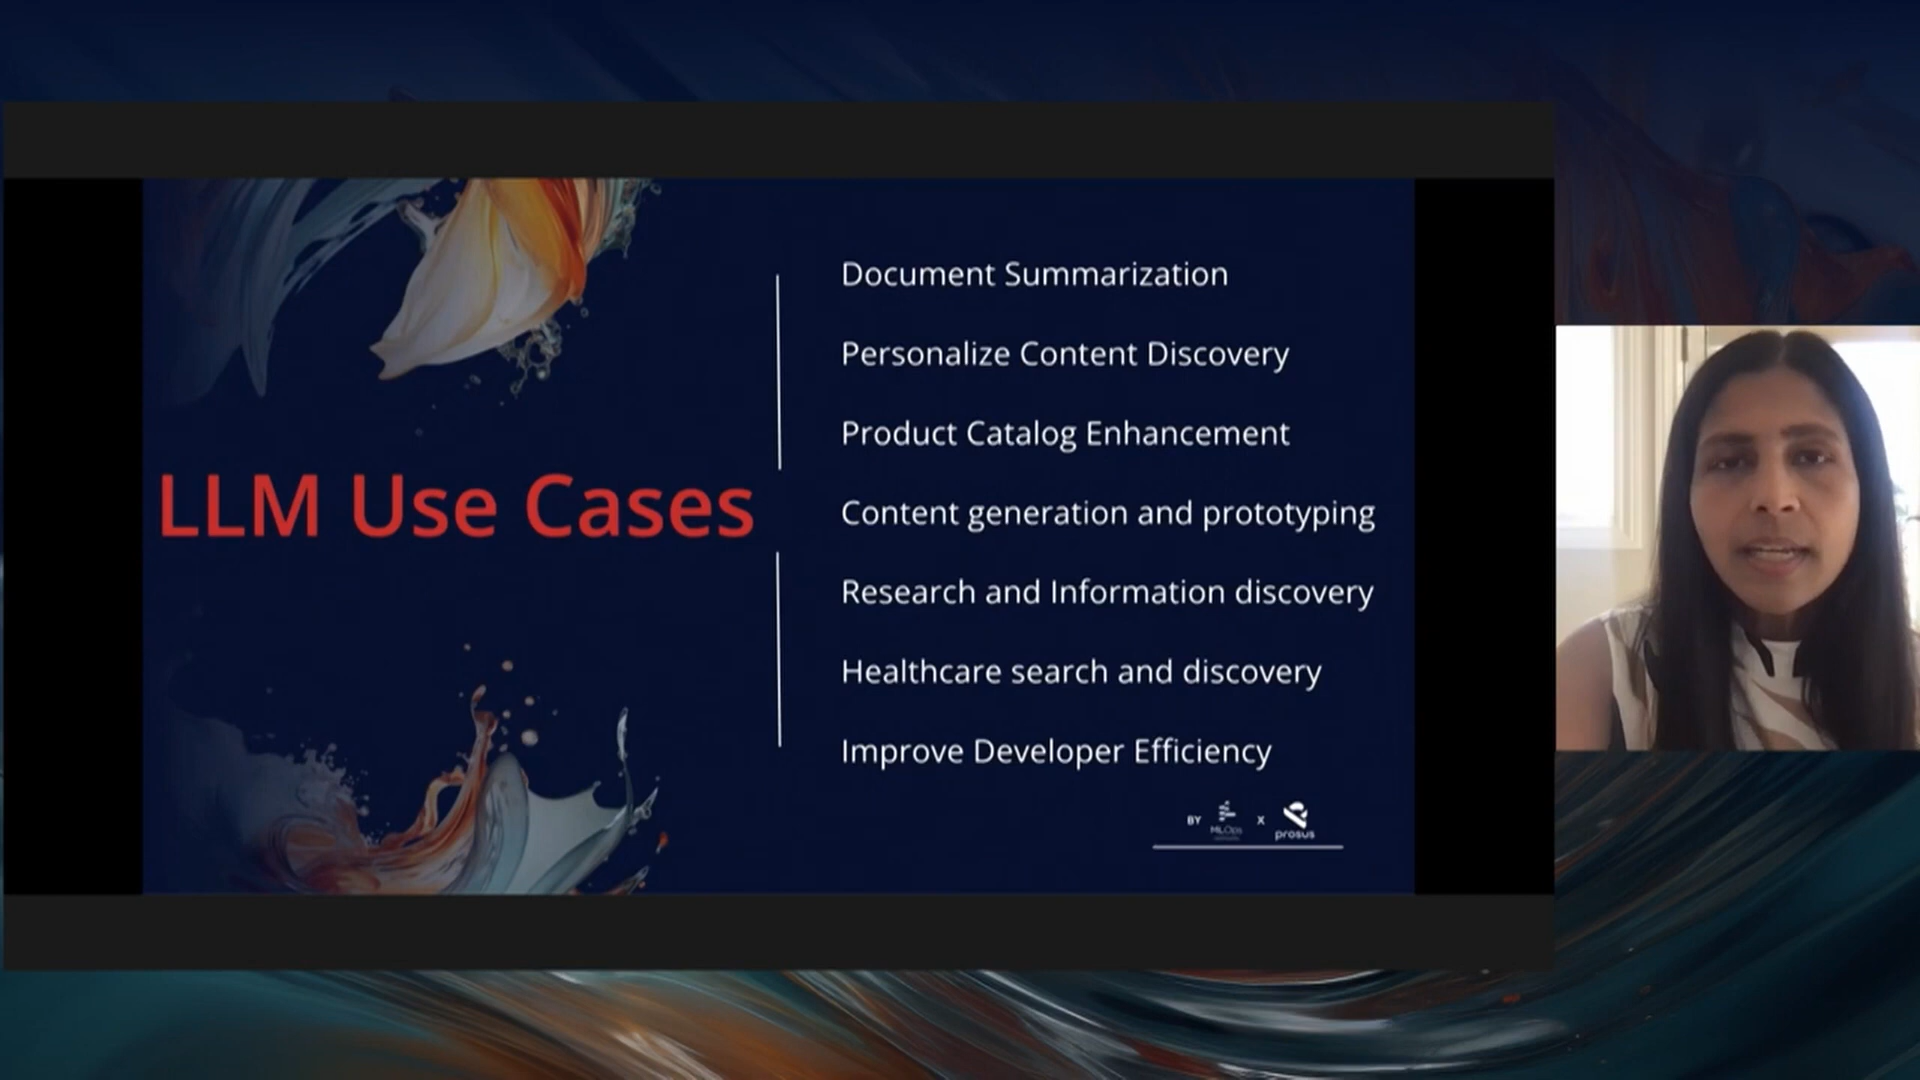 LLM Use Cases
Document Summarization
Personalize Content Discovery
Product Catalog Enhancement
Content generation and prototyping
Research and Information discovery
Healthcare search and discovery
Improve Developer Efficiency
BY MLOps X prosus